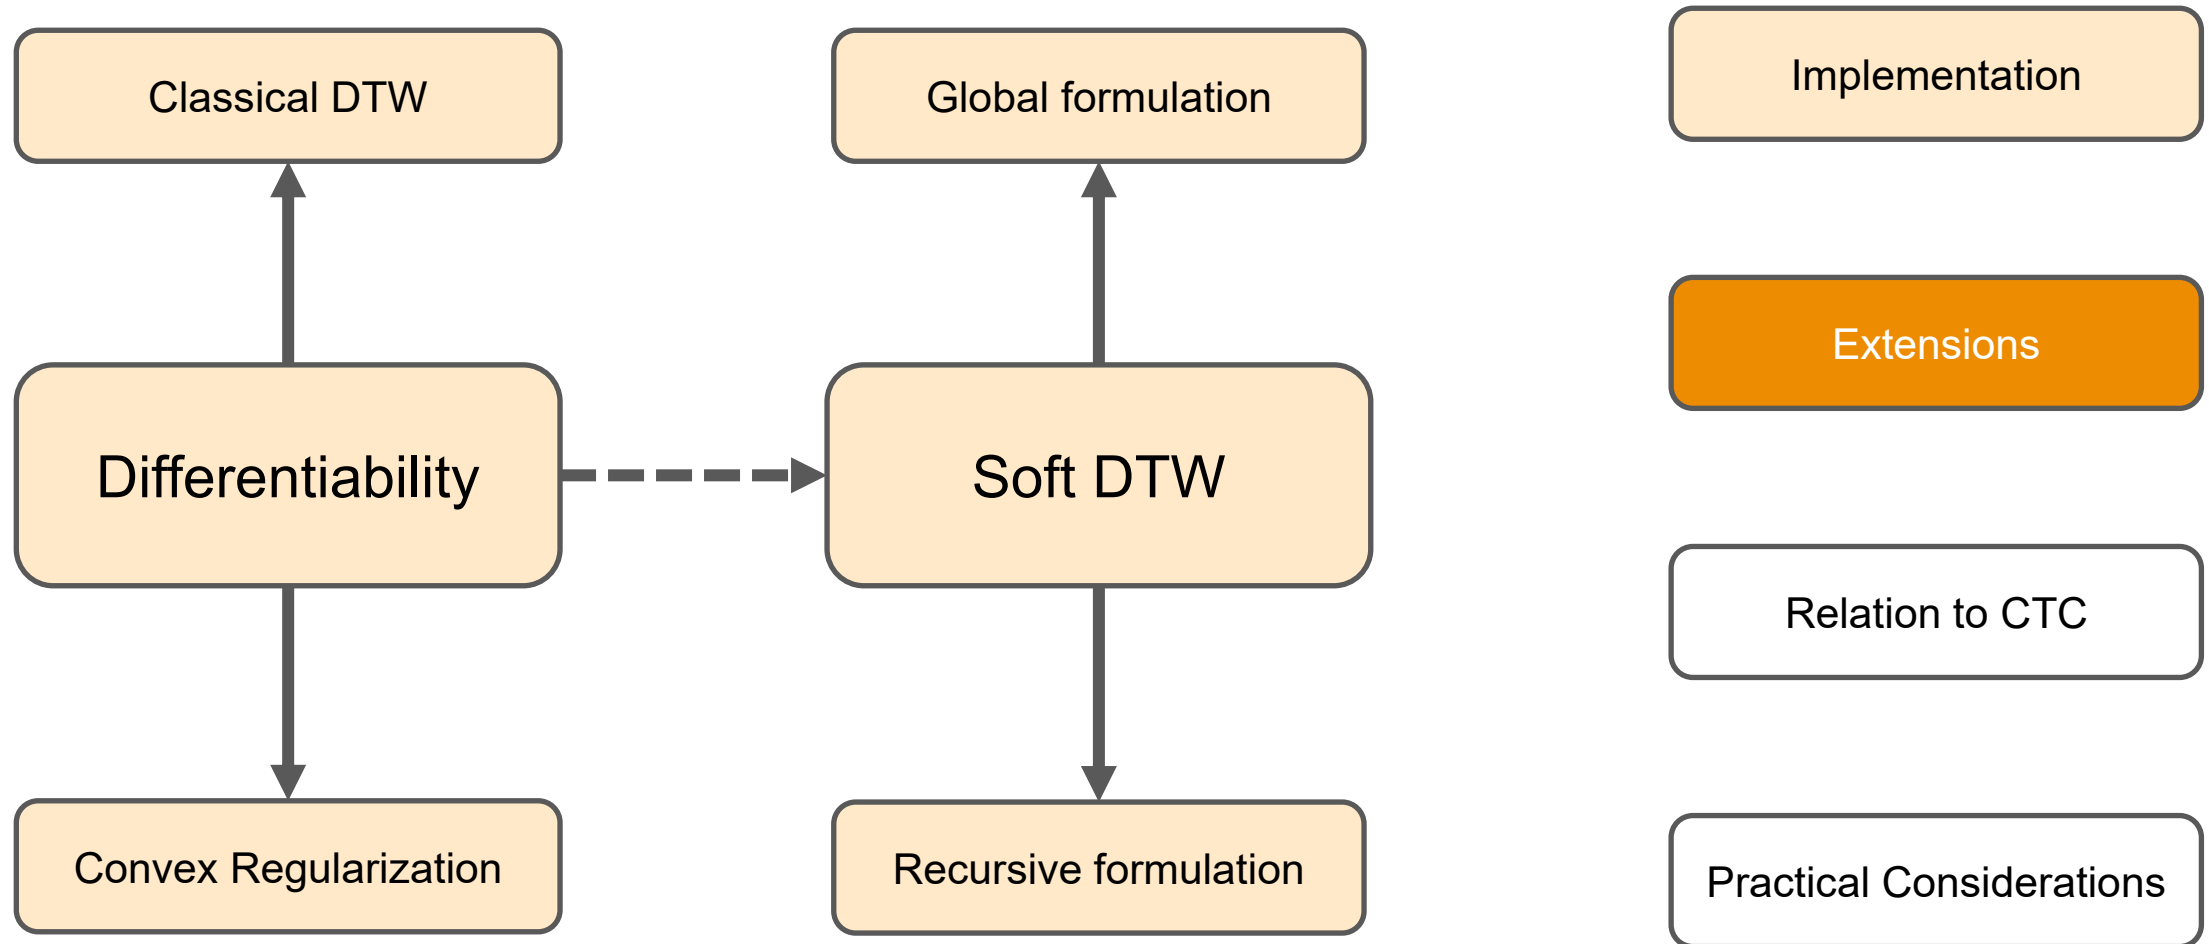 Classical DTW
Global formulation
Implementation
Extensions
Differentiability
Soft DTW
Relation to CTC
Convex Regularization
Recursive formulation
Practical Considerations